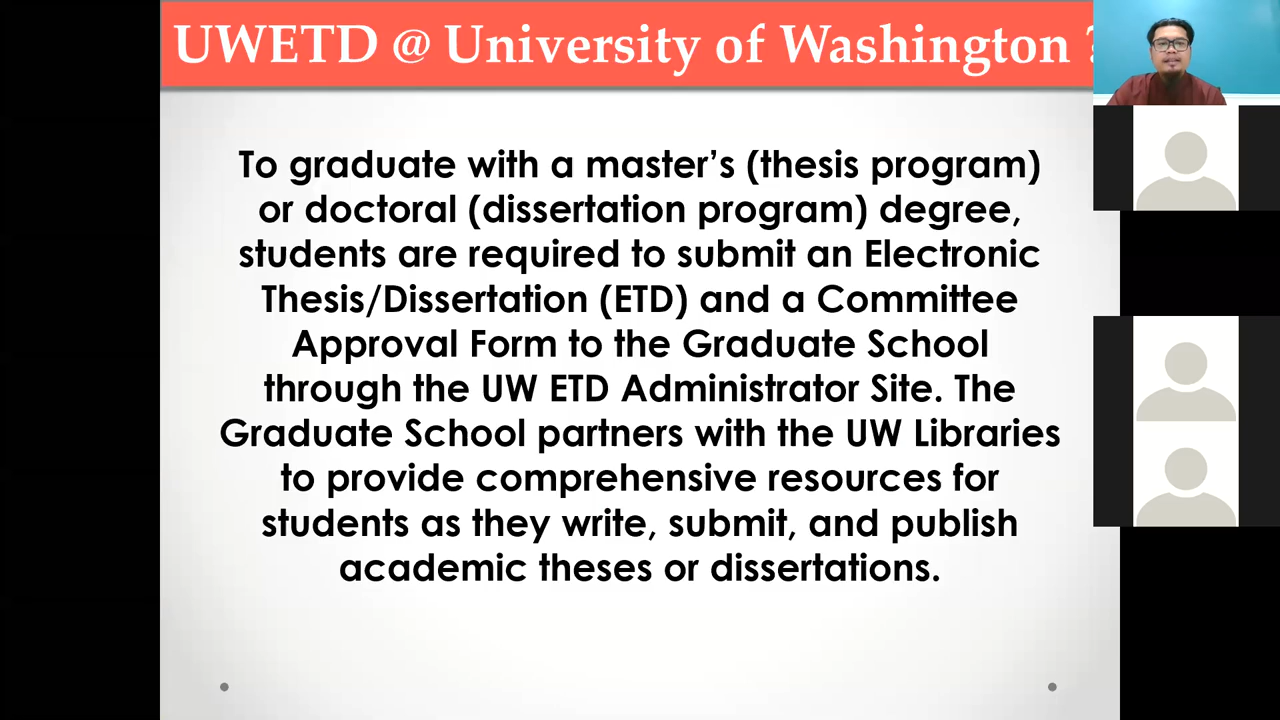 UWETD @ University of Washington ?
To graduate with a master’s (thesis program)
or doctoral (dissertation program) degree,
students are required to submit an Electronic
Thesis/Dissertation (ETD) and a Committee
Approval Form to the Graduate School
through the UW ETD Administrator Site. The
Graduate School partners with the UW Libraries
to provide comprehensive resources for
students as they write, submit, and publish
academic theses or dissertations.